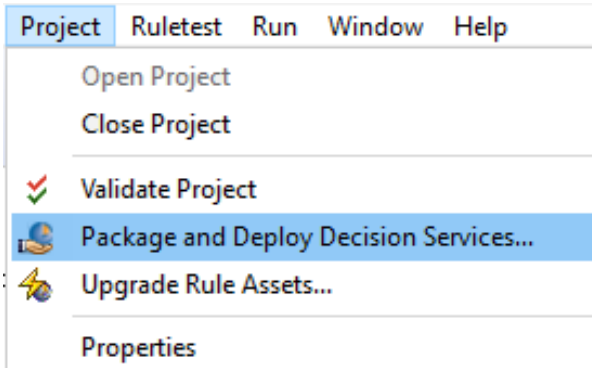 Project Ruletest Run Window Help
Open Project
Close Project
Validate Project
Package and Deploy Decision Services...
Upgrade Rule Assets...
Properties